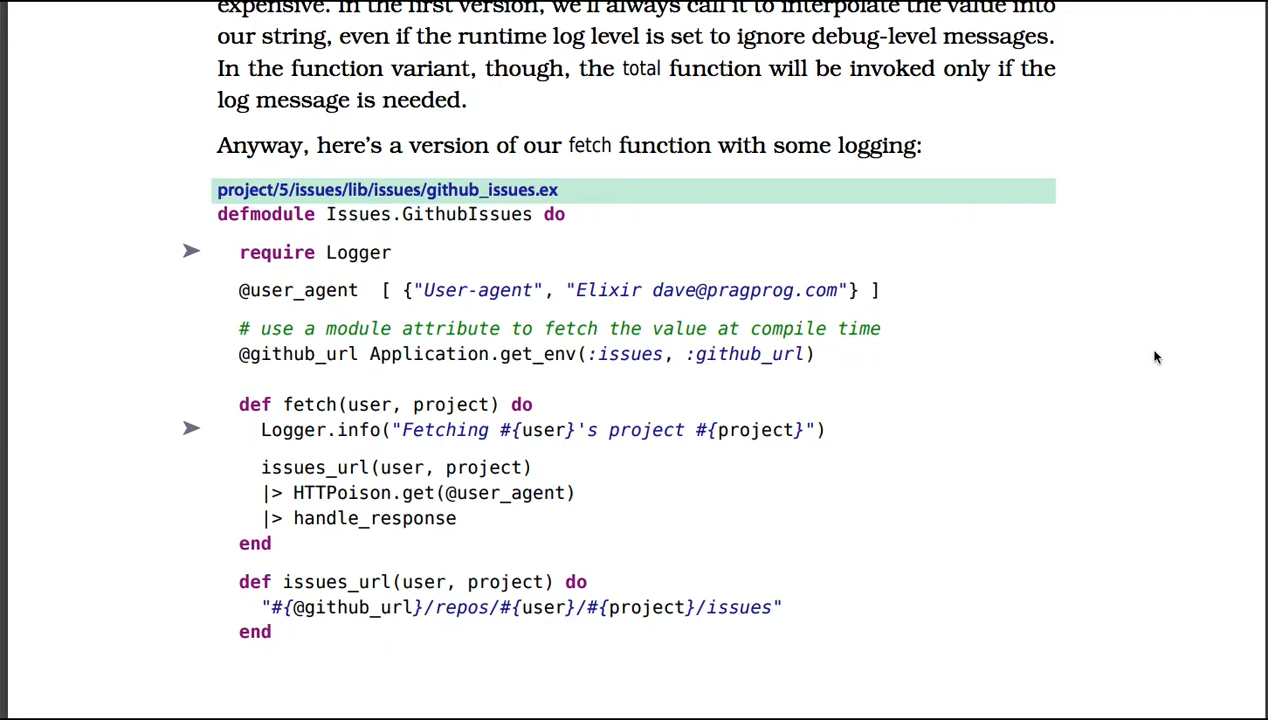 expensive. In the first version, we'll always call it to interpolate the value into
our string, even if the runtime log level is set to ignore debug-level messages.
In the function variant, though, the total function will be invoked only if the
log message is needed.
Anyway, here's a version of our fetch function with some logging:
project/5/issues/lib/issues/github_issues.ex
defmodule Issues.GithubIssues do
require Logger
@user_agent  [ {"User-agent", "Elixir dave@pragprog.com"} ]
# use a module attribute to fetch the value at compile time
@github_url Application.get_env(:issues, :github_url)
def fetch(user, project) do
Logger.info("Fetching #{user}'s project #{project}")
issues_url(user, project)
|> HTTPoison.get(@user_agent)
|> handle_response
end
def issues_url(user, project) do
"#{@github_url}/repos/#{user}/#{project}/issues"
end